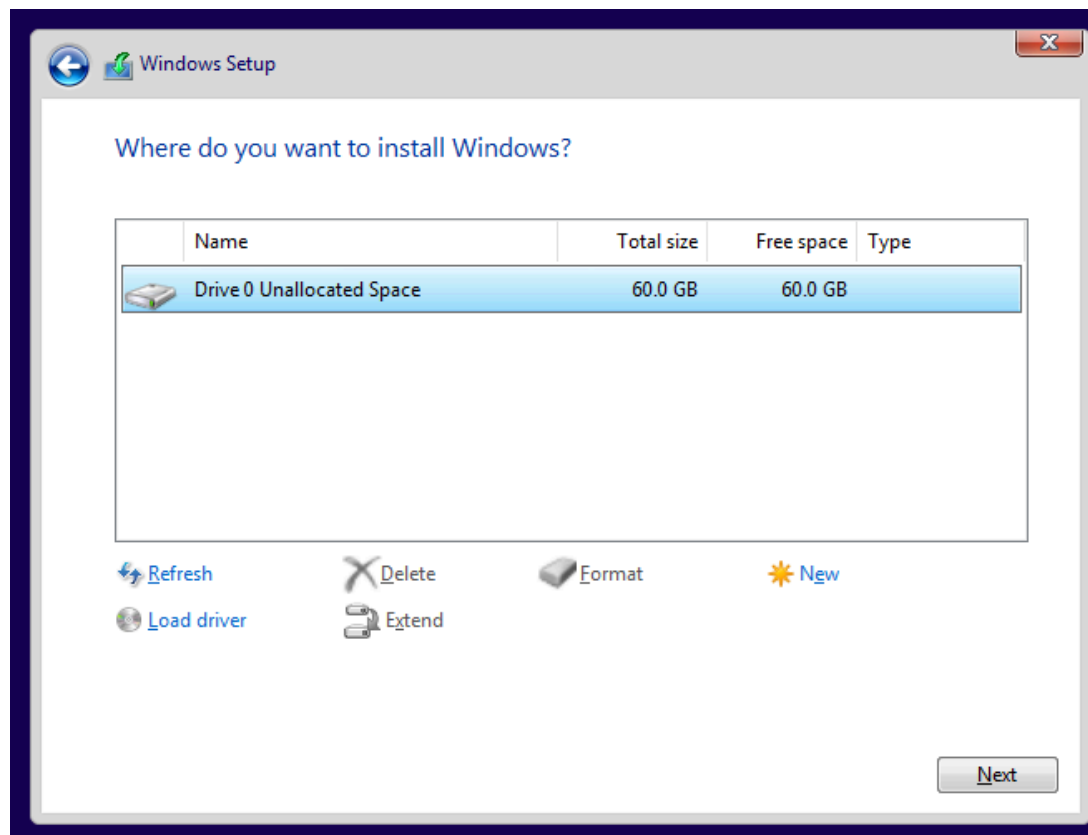 Windows Setup
Where do you want to install Windows?
Name Total size Free space Type
Drive 0 Unallocated Space 60.0 GB 60.0 GB
Refresh Delete Format New
Load driver Extend
Next